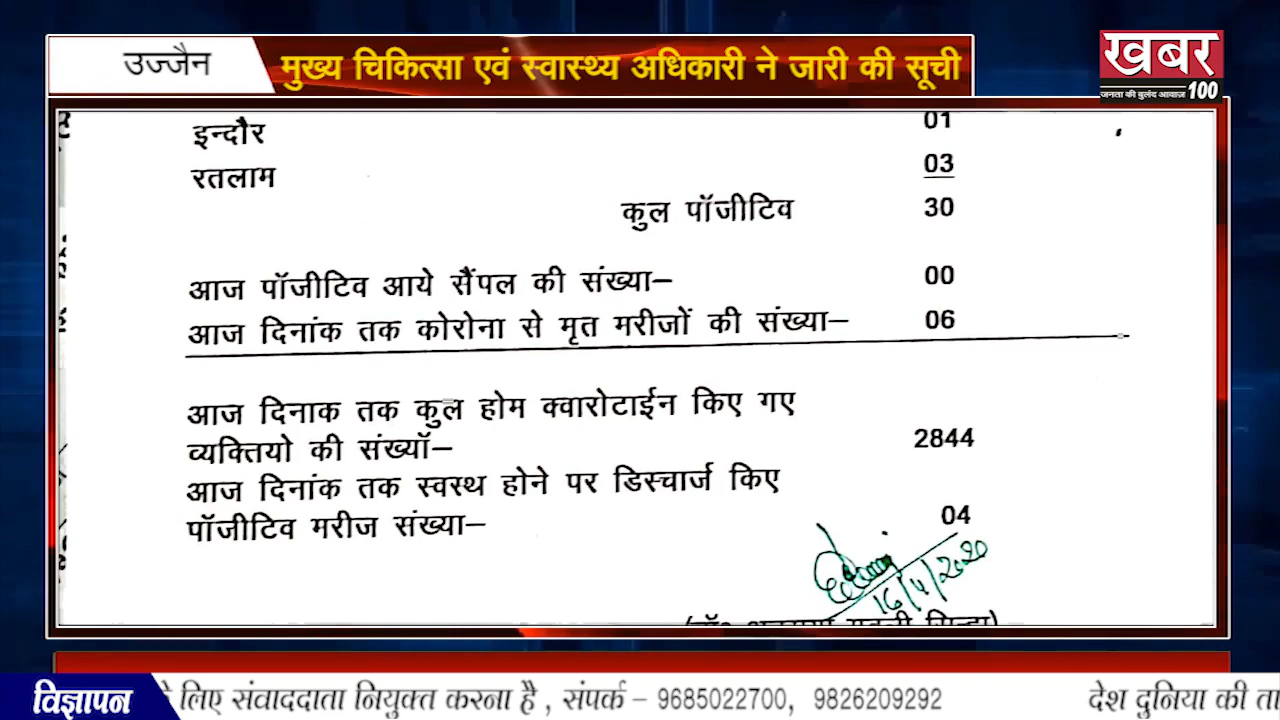 उज्जैन
मुख्य चिकित्सा एवं स्वास्थ्य अधिकारी ने जारी की सूची
खबर
जनता की बुलंद आवाज़ 100
इन्दौर 01
रतलाम 03
कुल पॉजीटिव 30
आज पॉजीटिव आये सैंपल की संख्या– 00
आज दिनांक तक कोरोना से मृत मरीजों की संख्या– 06
आज दिनाक तक कुल होम क्वारोटाईन किए गए
व्यक्तियो की संख्यॉ– 2844
आज दिनांक तक स्वस्थ होने पर डिस्चार्ज किए
पॉजीटिव मरीज संख्या– 04
16/4/2020
विज्ञापन
के लिए संवाददाता नियुक्त करना है , संपर्क – 9685022700, 9826209292
देश दुनिया की